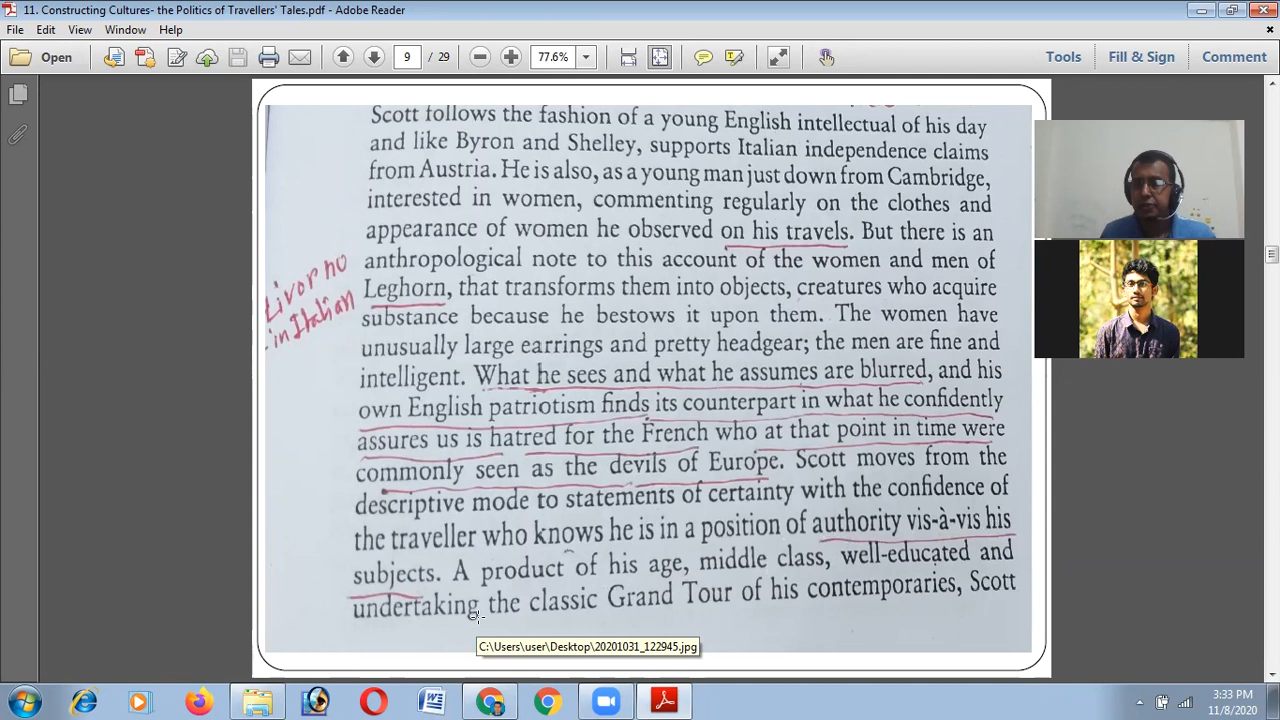 11. Constructing Cultures- the Politics of Travellers' Tales.pdf - Adobe Reader
File Edit View Window Help
Open 9 / 29 77.6% Tools Fill & Sign Comment
Scott follows the fashion of a young English intellectual of his day
and like Byron and Shelley, supports Italian independence claims
from Austria. He is also, as a young man just down from Cambridge,
interested in women, commenting regularly on the clothes and
appearance of women he observed on his travels. But there is an
anthropological note to this account of the women and men of
Leghorn, that transforms them into objects, creatures who acquire
substance because he bestows it upon them. The women have
unusually large earrings and pretty headgear; the men are fine and
intelligent. What he sees and what he assumes are blurred, and his
own English patriotism finds its counterpart in what he confidently
assures us is hatred for the French who at that point in time were
commonly seen as the devils of Europe. Scott moves from the
descriptive mode to statements of certainty with the confidence of
the traveller who knows he is in a position of authority vis-à-vis his
subjects. A product of his age, middle class, well-educated and
undertaking the classic Grand Tour of his contemporaries, Scott
Livorno
in Italian
C:\Users\user\Desktop\20201031_122945.jpg
3:33 PM
11/8/2020